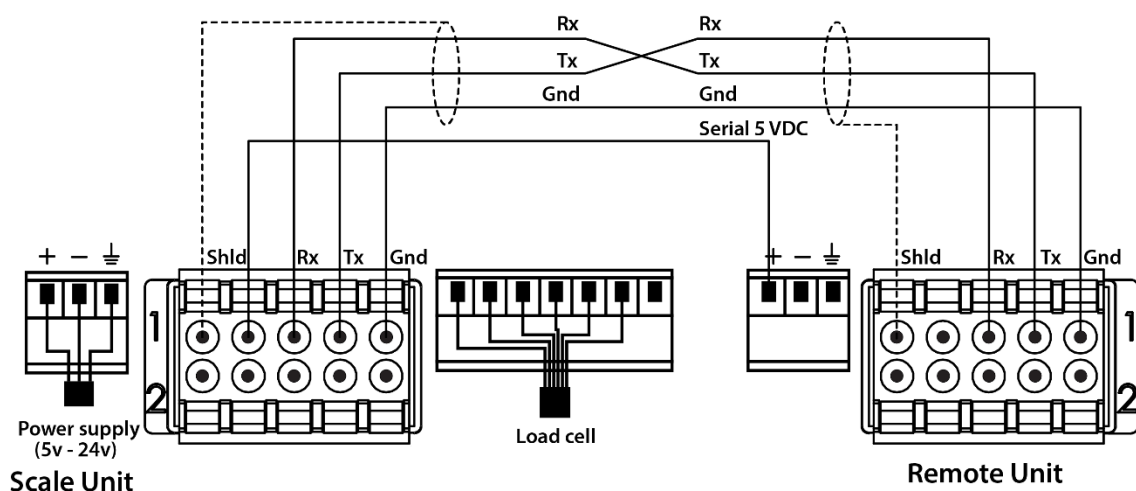 Rx Rx
Tx Tx
Gnd Gnd
Serial 5 VDC
+ − ⏚ Shld Rx Tx Gnd + − ⏚ Shld Rx Tx Gnd
1 1
2 2
Power supply
(5v - 24v)
Load cell
Scale Unit
Remote Unit